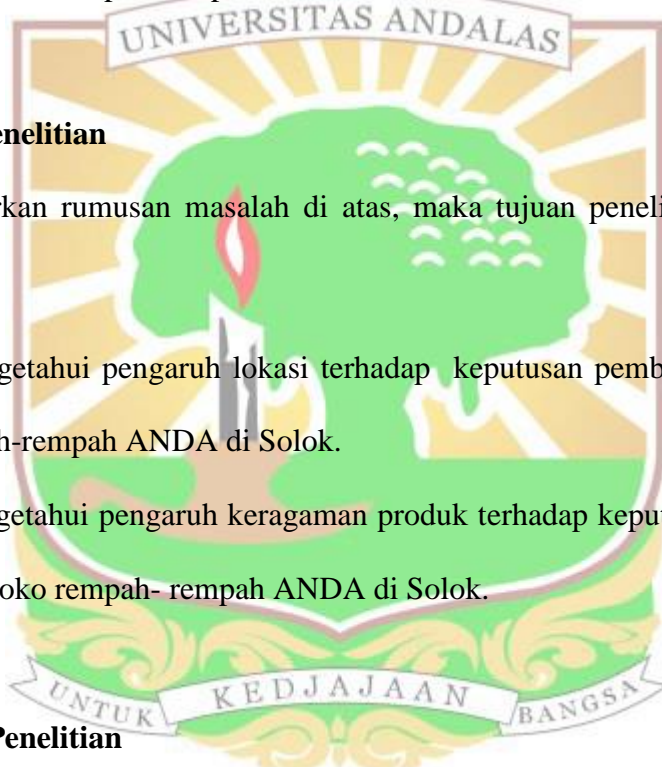 UNIVERSITAS ANDALAS
enelitian
rkan rumusan masalah di atas, maka tujuan peneli
getahui pengaruh lokasi terhadap keputusan pemb
h-rempah ANDA di Solok.
getahui pengaruh keragaman produk terhadap keput
oko rempah- rempah ANDA di Solok.
UNTUK KEDJAJAAN BANGSA
Penelitian